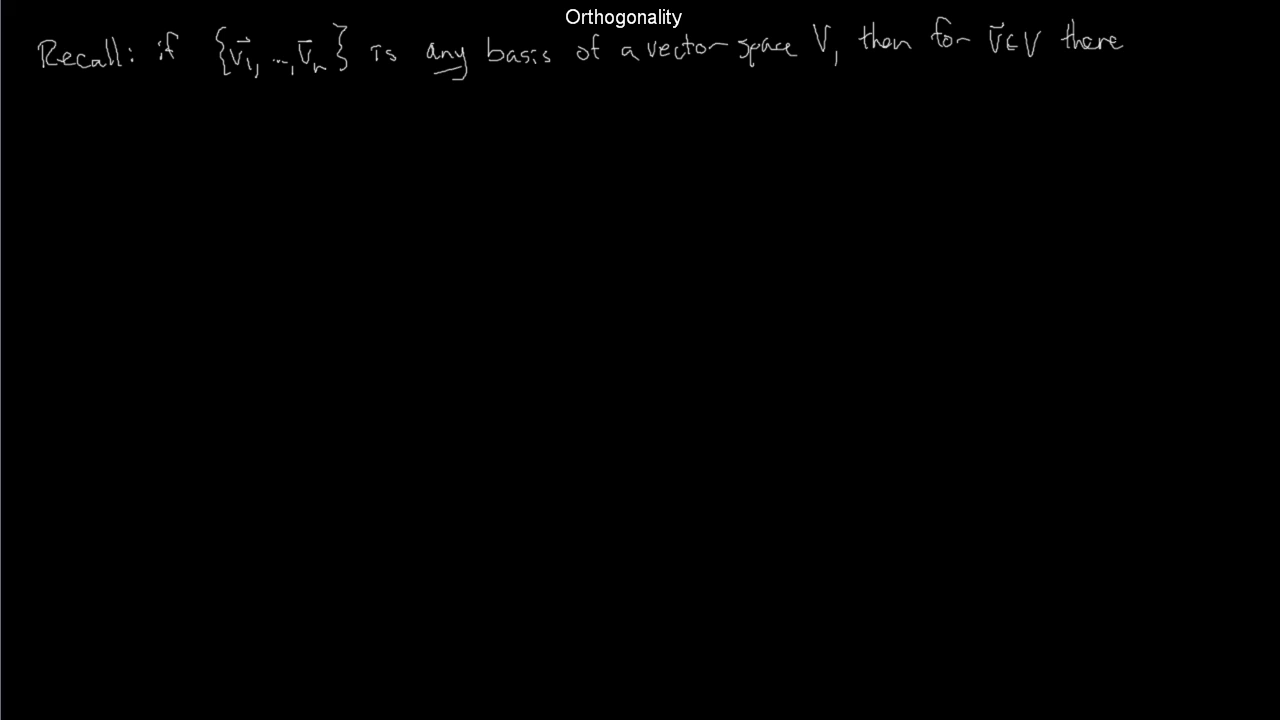 Orthogonality
Recall: if {v⃗₁, ..., v̄ₙ} is any basis of a vector space V, then for v̄ ∈ V there